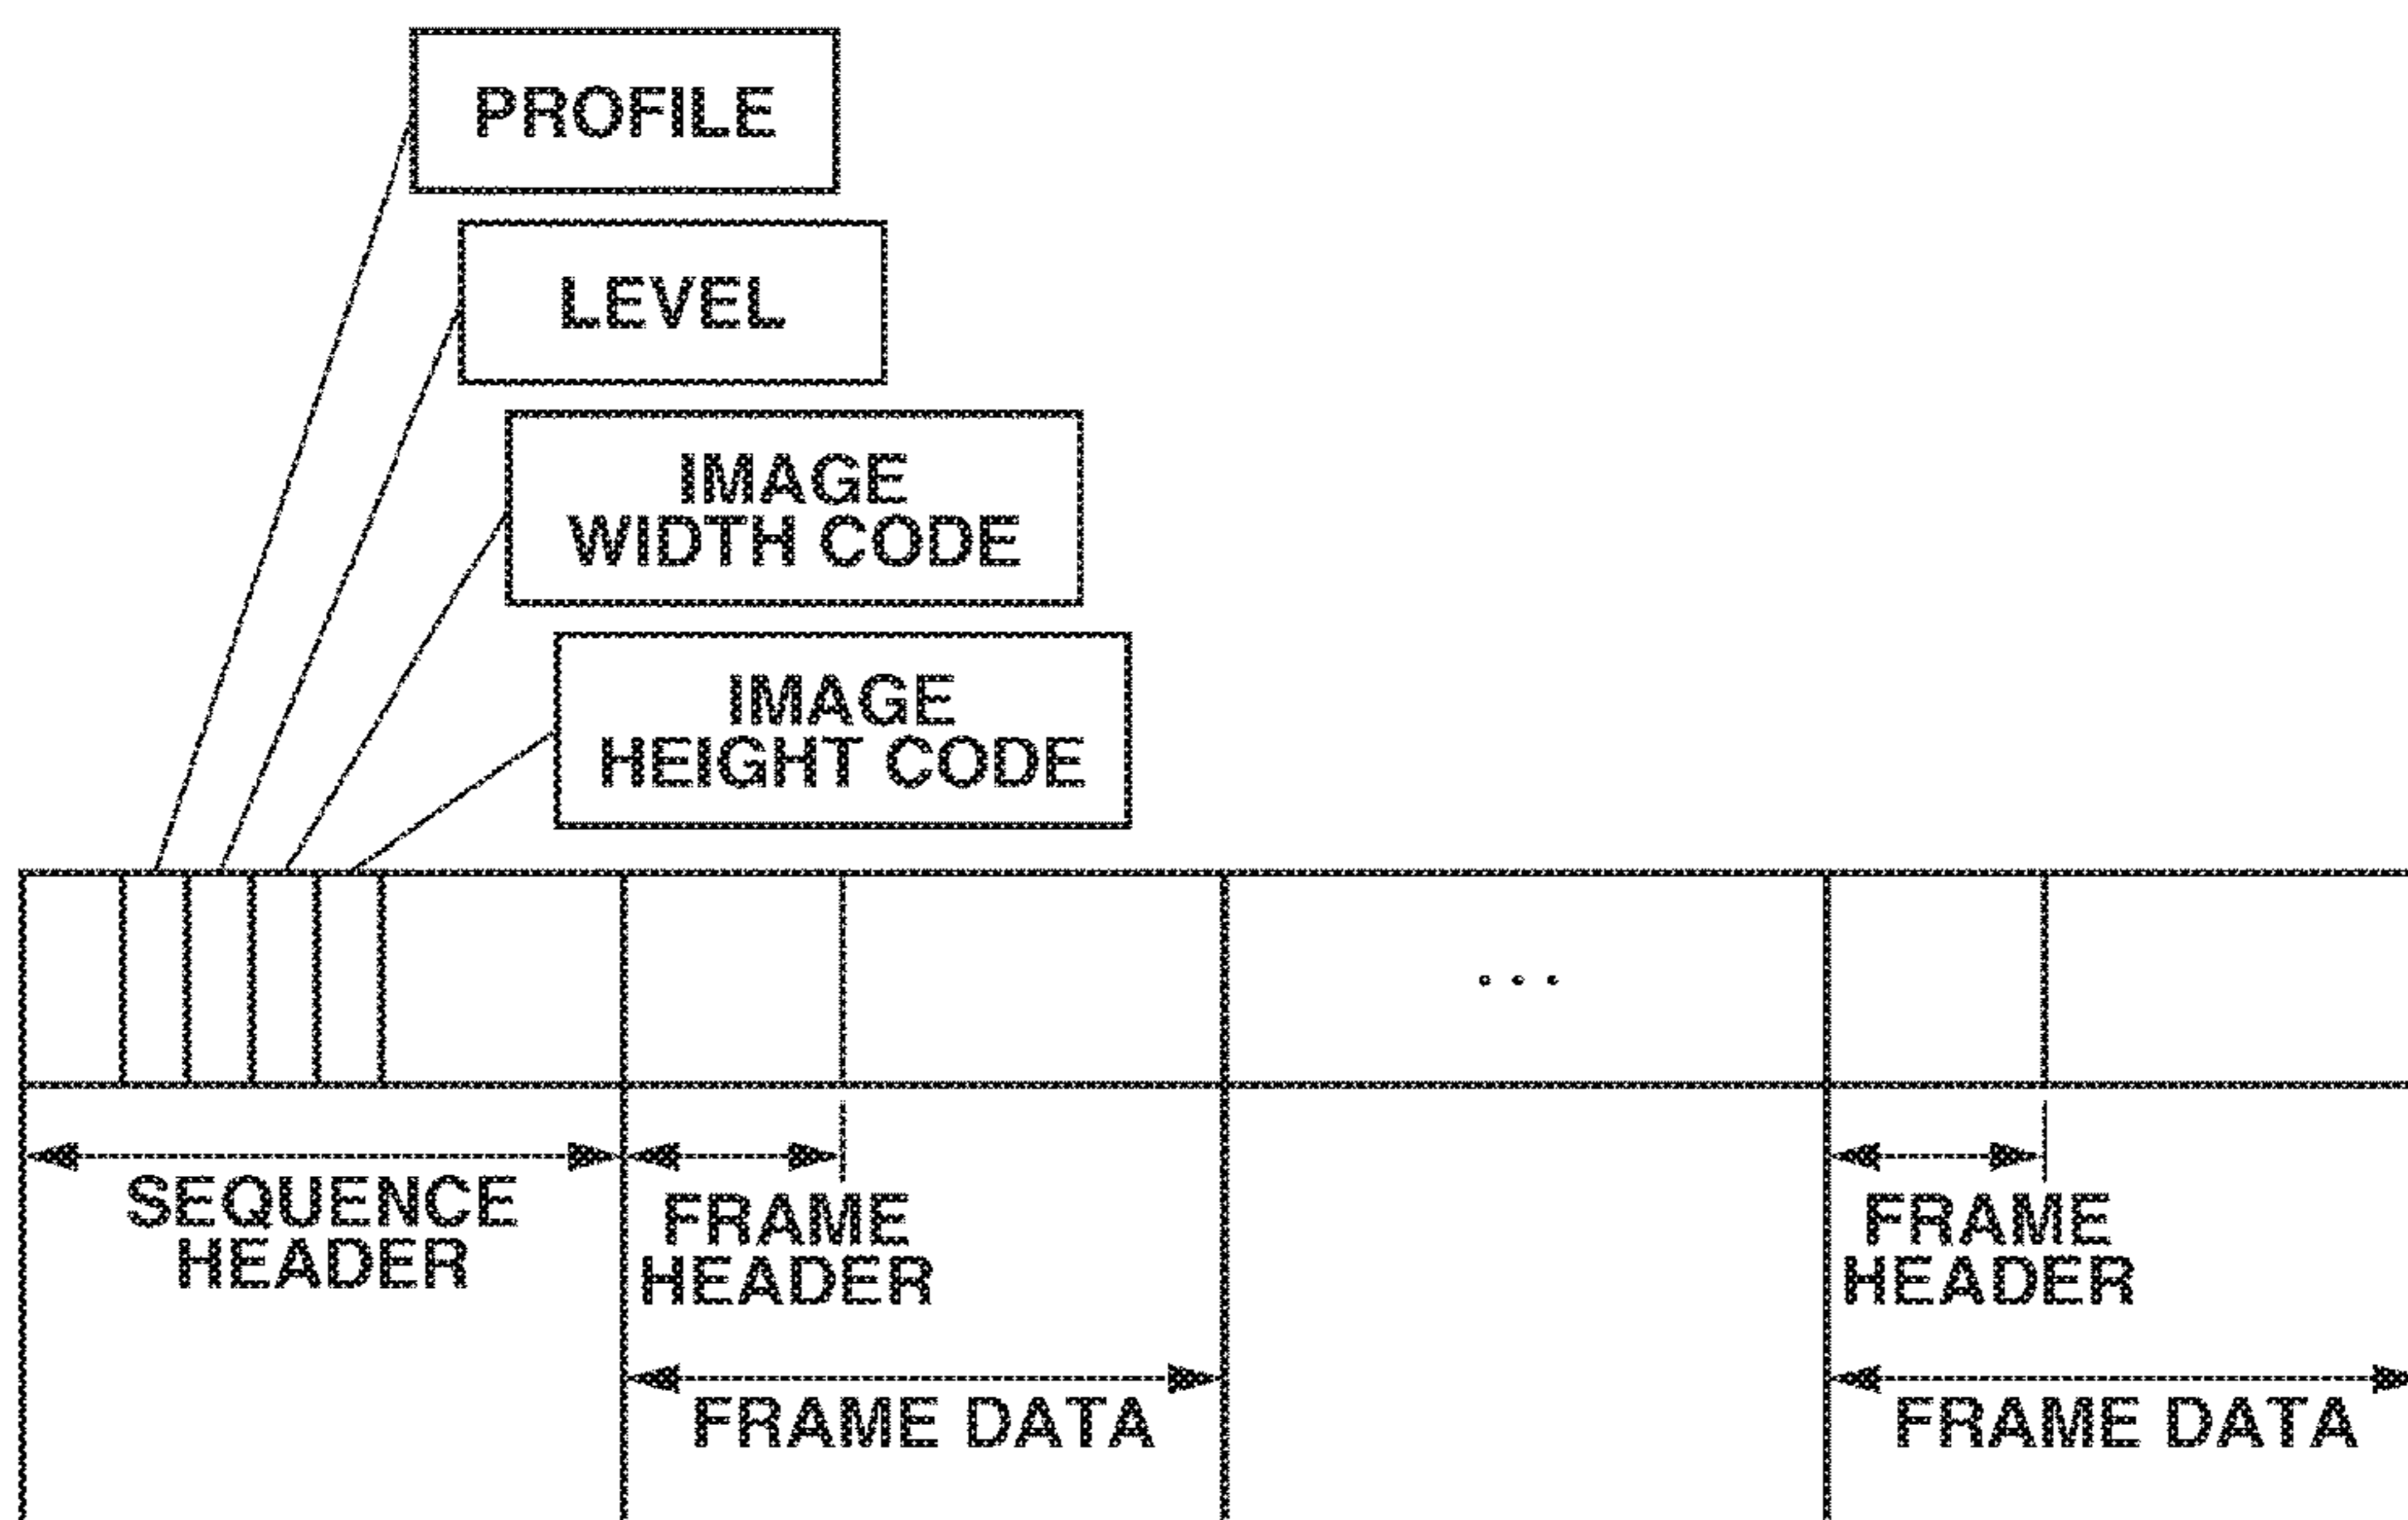 PROFILE
LEVEL
IMAGE
WIDTH CODE
IMAGE
HEIGHT CODE
...
SEQUENCE
HEADER
FRAME
HEADER
FRAME
HEADER
FRAME DATA
FRAME DATA